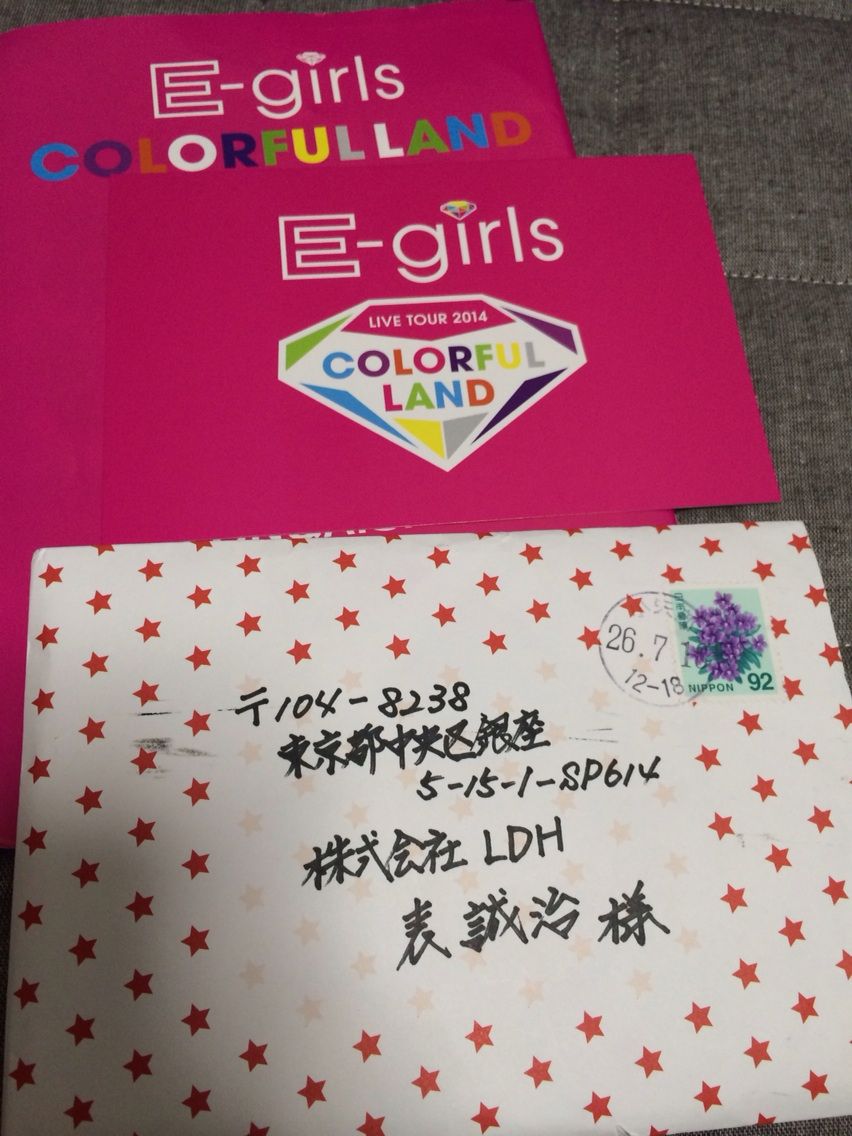 E-girls
COLORFUL LAND
E-girls
LIVE TOUR 2014
COLORFUL
LAND
26.7
12-18
日本郵便
NIPPON 92
〒104-8238
東京都中央区銀座
5-15-1-SP614
株式会社 LDH
表 誠治 様